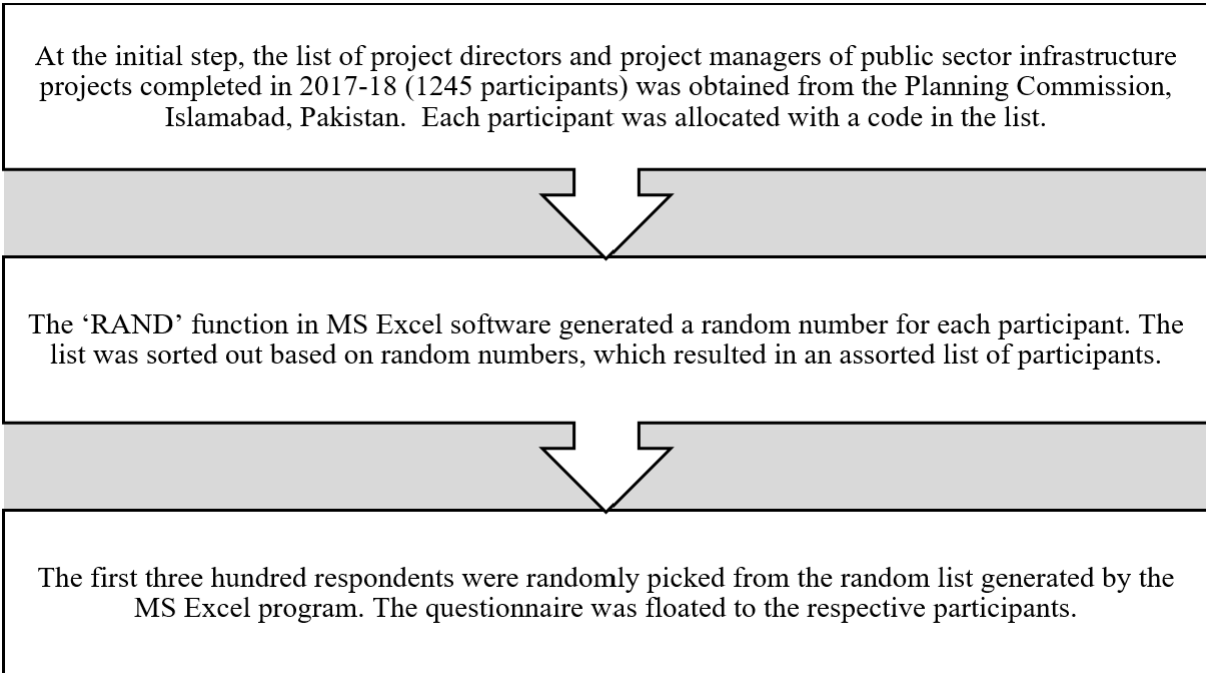 At the initial step, the list of project directors and project managers of public sector infrastructure
projects completed in 2017-18 (1245 participants) was obtained from the Planning Commission,
Islamabad, Pakistan.  Each participant was allocated with a code in the list.
The ‘RAND’ function in MS Excel software generated a random number for each participant. The
list was sorted out based on random numbers, which resulted in an assorted list of participants.
The first three hundred respondents were randomly picked from the random list generated by the
MS Excel program. The questionnaire was floated to the respective participants.